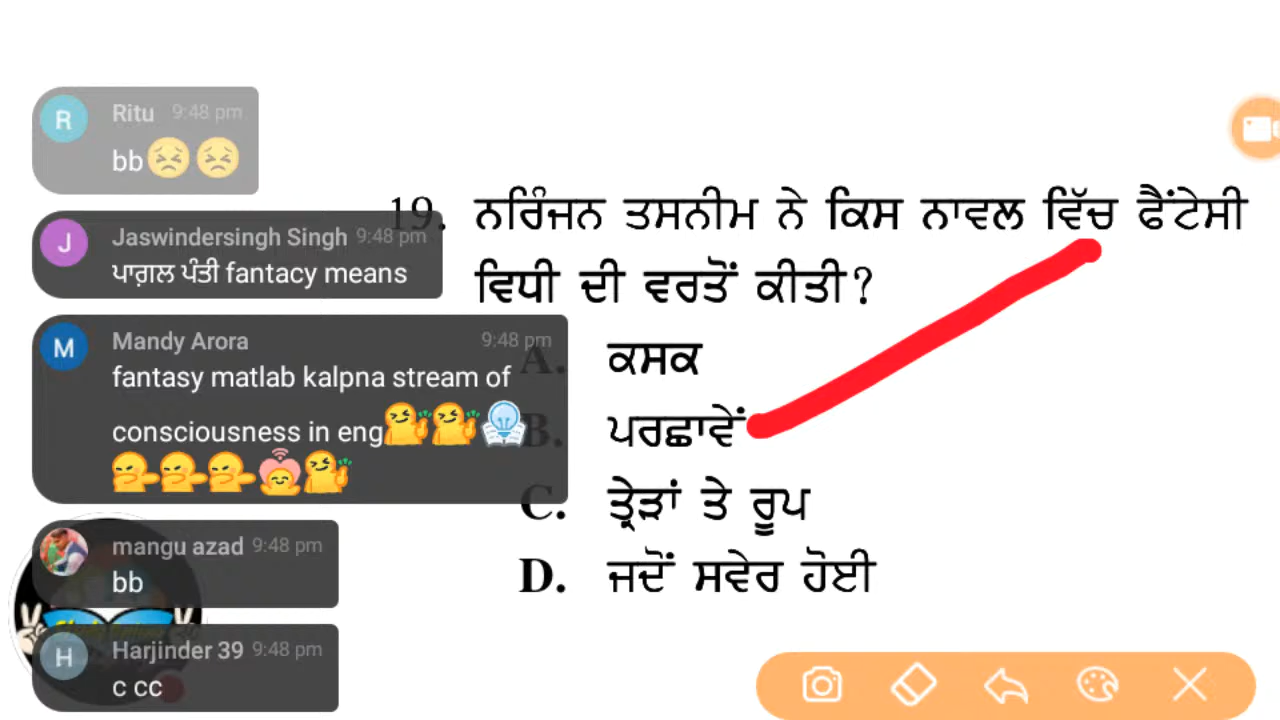 Ritu 9:48 pm
bb😣😣
Jaswindersingh Singh 9:48 pm
ਪਾਗ਼ਲ ਪੰਤੀ fantacy means
Mandy Arora 9:48 pm
fantasy matlab kalpna stream of
consciousness in eng
mangu azad 9:48 pm
bb
Harjinder 39 9:48 pm
c cc
19. ਨਰਿੰਜਨ ਤਸਨੀਮ ਨੇ ਕਿਸ ਨਾਵਲ ਵਿੱਚ ਫੈਂਟੇਸੀ
ਵਿਧੀ ਦੀ ਵਰਤੋਂ ਕੀਤੀ?
A. ਕਸਕ
B. ਪਰਛਾਵੇਂ
C. ਤ੍ਰੇੜਾਂ ਤੇ ਰੂਪ
D. ਜਦੋਂ ਸਵੇਰ ਹੋਈ